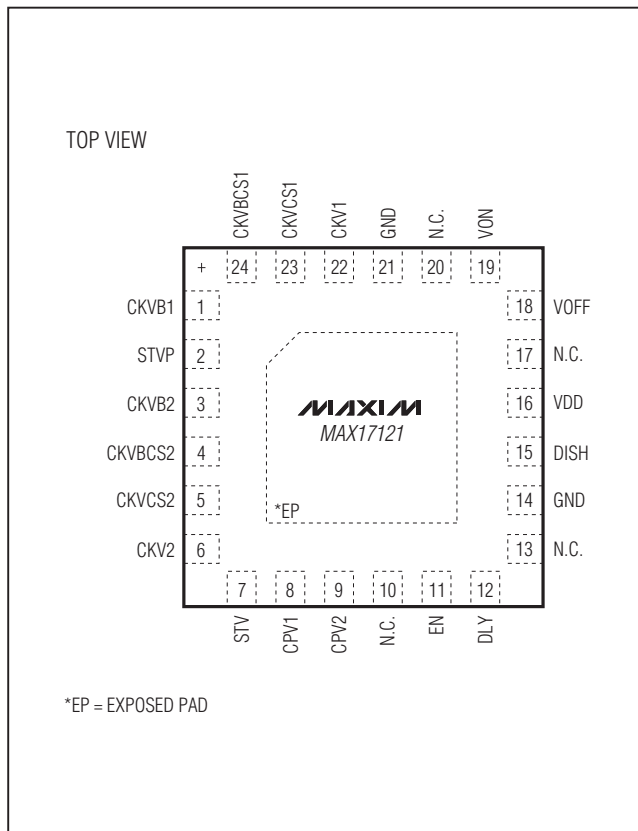 TOP VIEW
CKVBCS1
CKVCS1
CKV1
GND
N.C.
VON
+ 24 23 22 21 20 19
CKVB1 1 18 VOFF
STVP 2 17 N.C.
CKVB2 3 16 VDD
CKVBCS2 4 15 DISH
CKVCS2 5 14 GND
CKV2 6 13 N.C.
MAXIM
MAX17121
*EP
7 8 9 10 11 12
STV
CPV1
CPV2
N.C.
EN
DLY
*EP = EXPOSED PAD